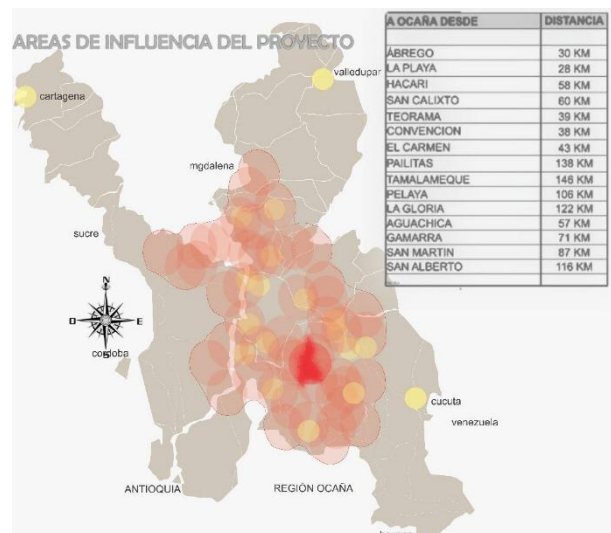 AREAS DE INFLUENCIA DEL PROYECTO
A OCAÑA DESDE DISTANCIA
ÁBREGO 30 KM
LA PLAYA 28 KM
HACARI 58 KM
SAN CALIXTO 60 KM
TEORAMA 39 KM
CONVENCION 38 KM
EL CARMEN 43 KM
PAILITAS 138 KM
TAMALAMEQUE 146 KM
PELAYA 106 KM
LA GLORIA 122 KM
AGUACHICA 57 KM
GAMARRA 71 KM
SAN MARTIN 87 KM
SAN ALBERTO 116 KM
valledupar
cartagena
mgdalena
sucre
N
O E
S
cordoba
cucuta
venezuela
ANTIOQUIA REGIÓN OCAÑA